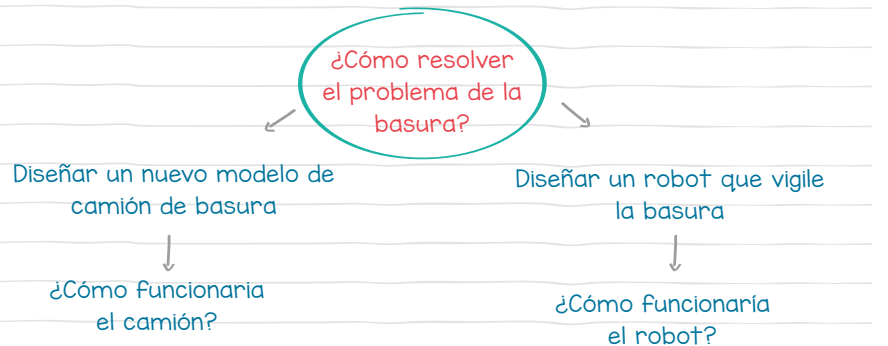 ¿Cómo resolver
el problema de la
basura?
Diseñar un nuevo modelo de
camión de basura
¿Cómo funcionaria
el camión?
Diseñar un robot que vigile
la basura
¿Cómo funcionaría
el robot?